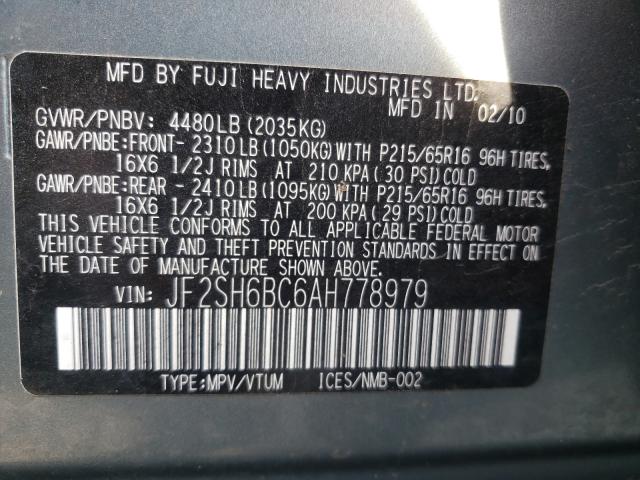 MFD BY FUJI HEAVY INDUSTRIES LTD.
MFD IN 02/10
GVWR/PNBV: 4480LB(2035KG)
GAWR/PNBE:FRONT- 2310LB(1050KG)WITH P215/65R16 96H TIRES,
16X6 1/2J RIMS AT 210 KPA(30 PSI)COLD
GAWR/PNBE:REAR - 2410LB(1095KG)WITH P215/65R16 96H TIRES,
16X6 1/2J RIMS AT 200 KPA(29 PSI)COLD
THIS VEHICLE CONFORMS TO ALL APPLICABLE FEDERAL MOTOR
VEHICLE SAFETY AND THEFT PREVENTION STANDARDS IN EFFECT
ON THE DATE OF MANUFACTURE SHOWN ABOVE.
VIN: JF2SH6BC6AH778979
TYPE:MPV/VTUM ICES/NMB-002